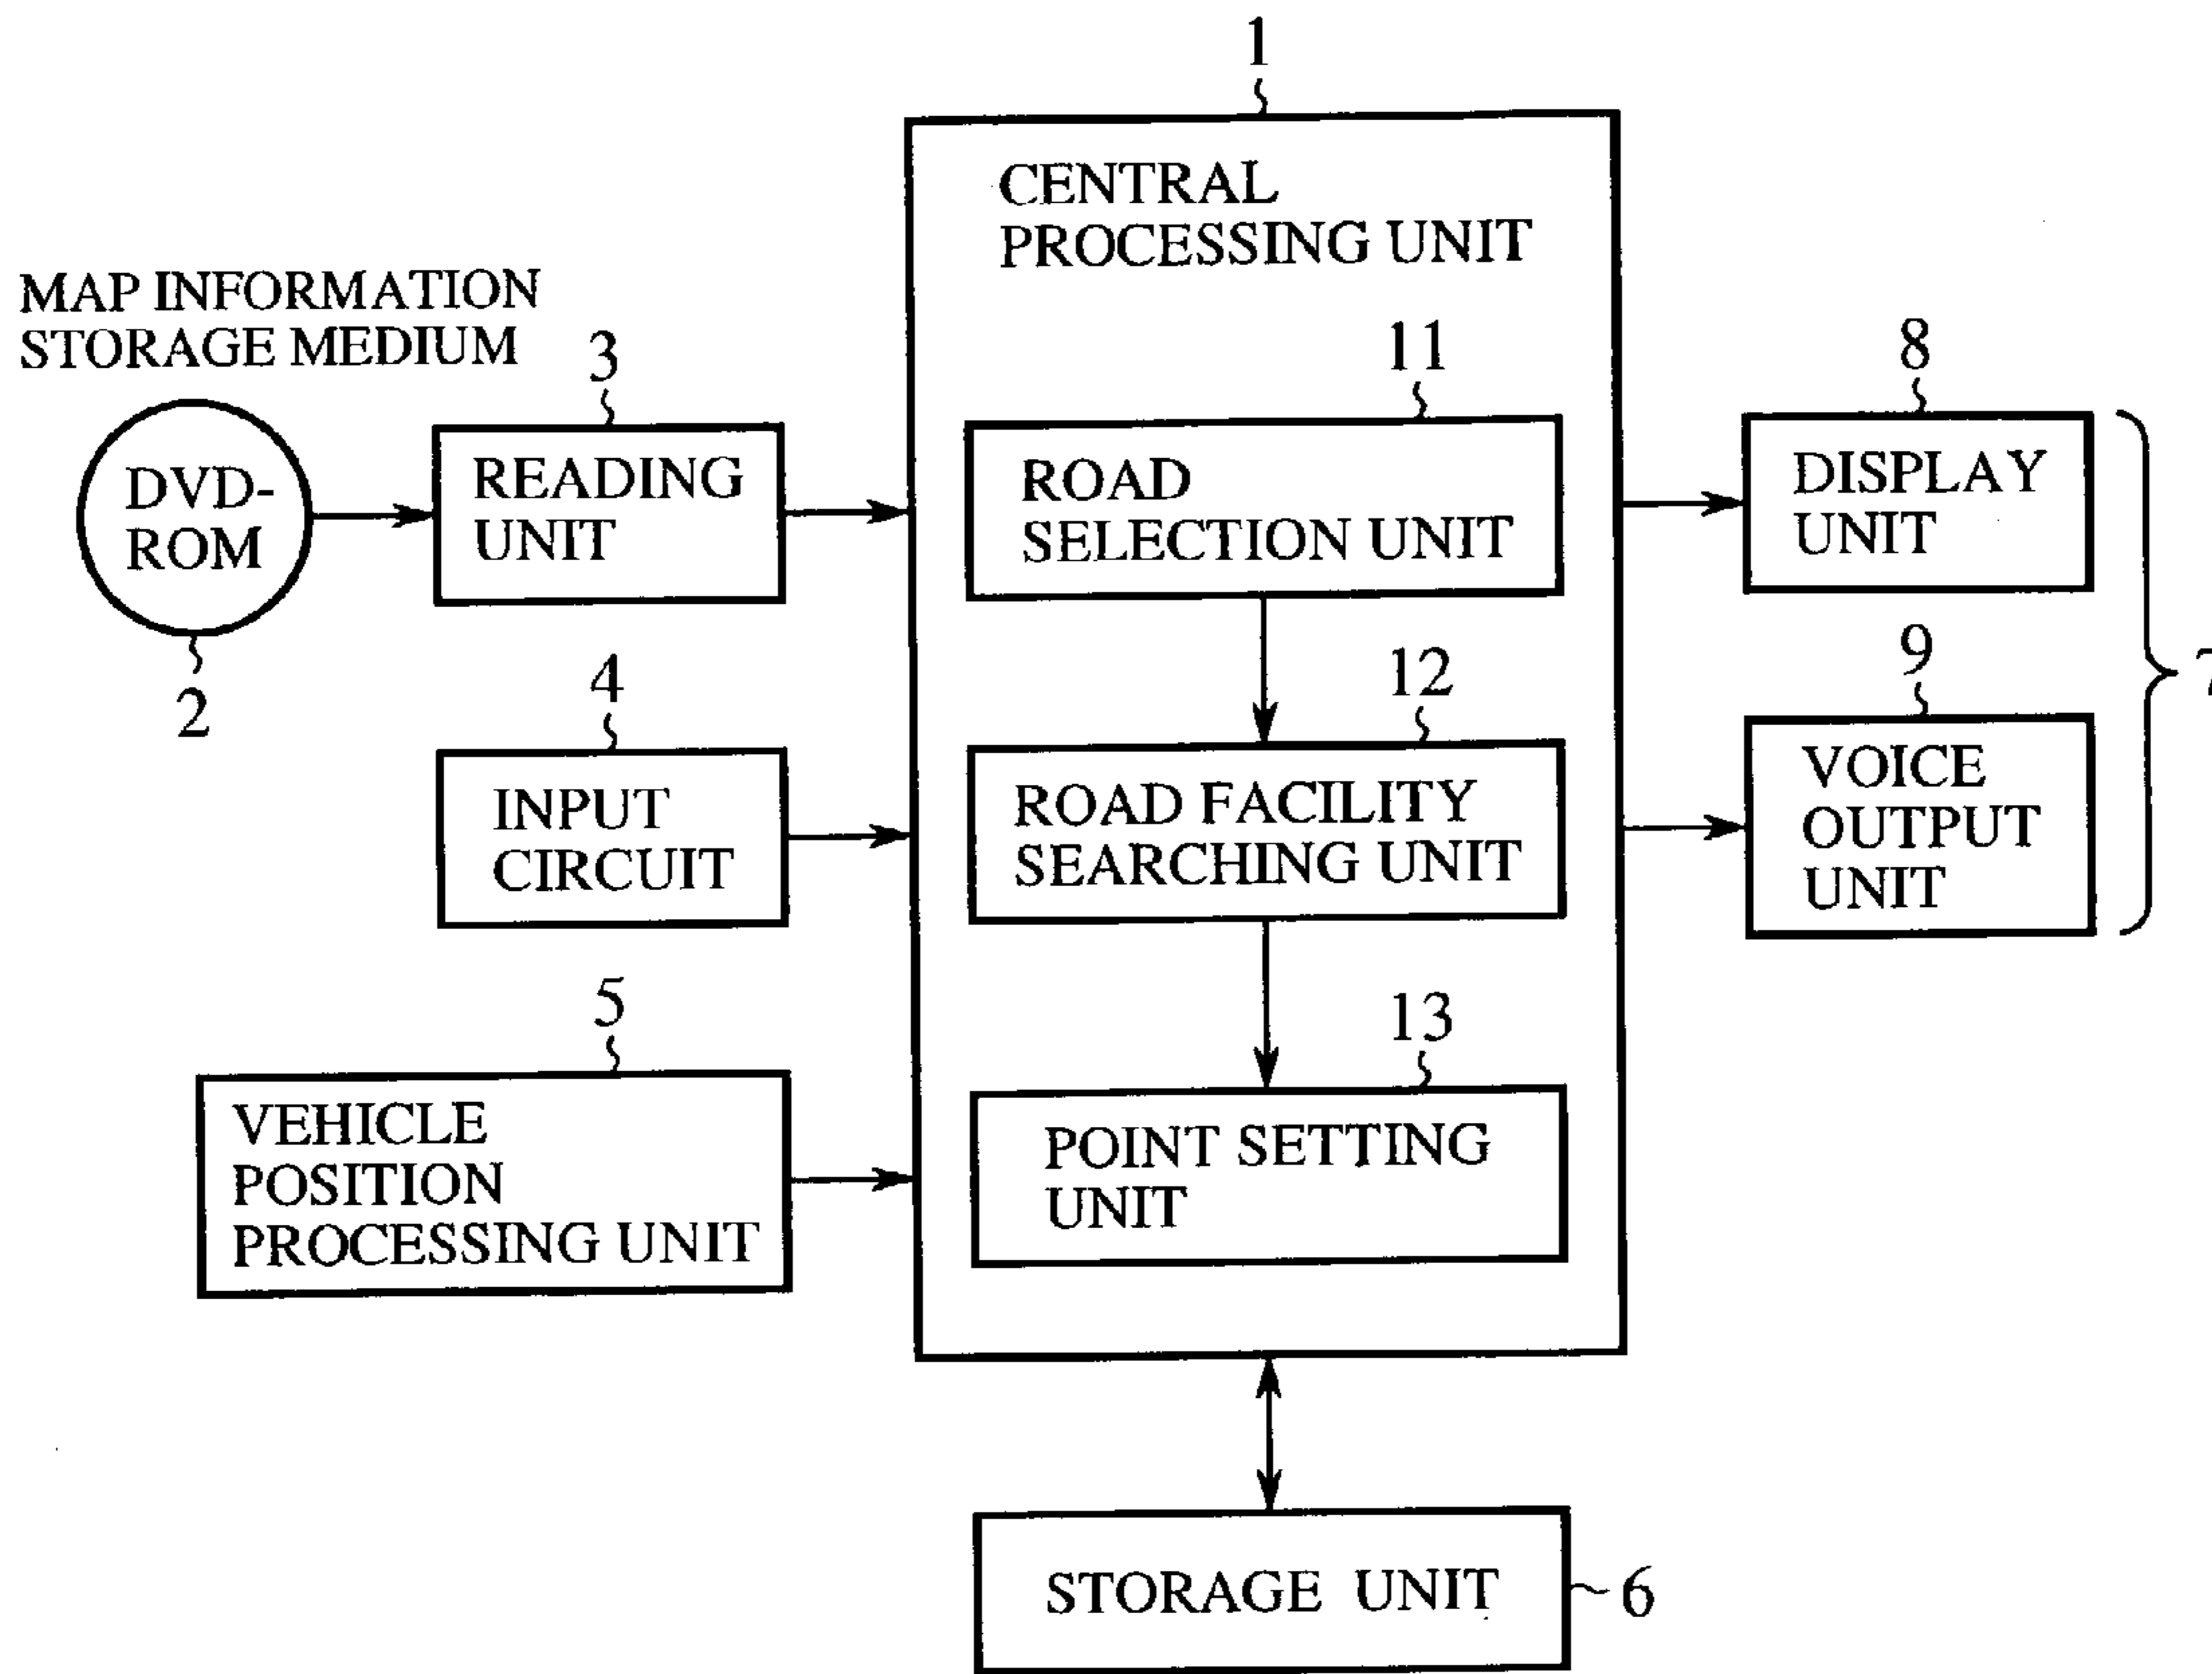 1
CENTRAL
PROCESSING UNIT
MAP INFORMATION
STORAGE MEDIUM
DVD-
ROM
2
3
READING
UNIT
4
INPUT
CIRCUIT
5
VEHICLE
POSITION
PROCESSING UNIT
11
ROAD
SELECTION UNIT
12
ROAD FACILITY
SEARCHING UNIT
13
POINT SETTING
UNIT
8
DISPLAY
UNIT
9
VOICE
OUTPUT
UNIT
STORAGE UNIT
6